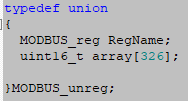 typedef union
{
MODBUS_reg RegName;
uint16_t array[326];
}MODBUS_unreg;